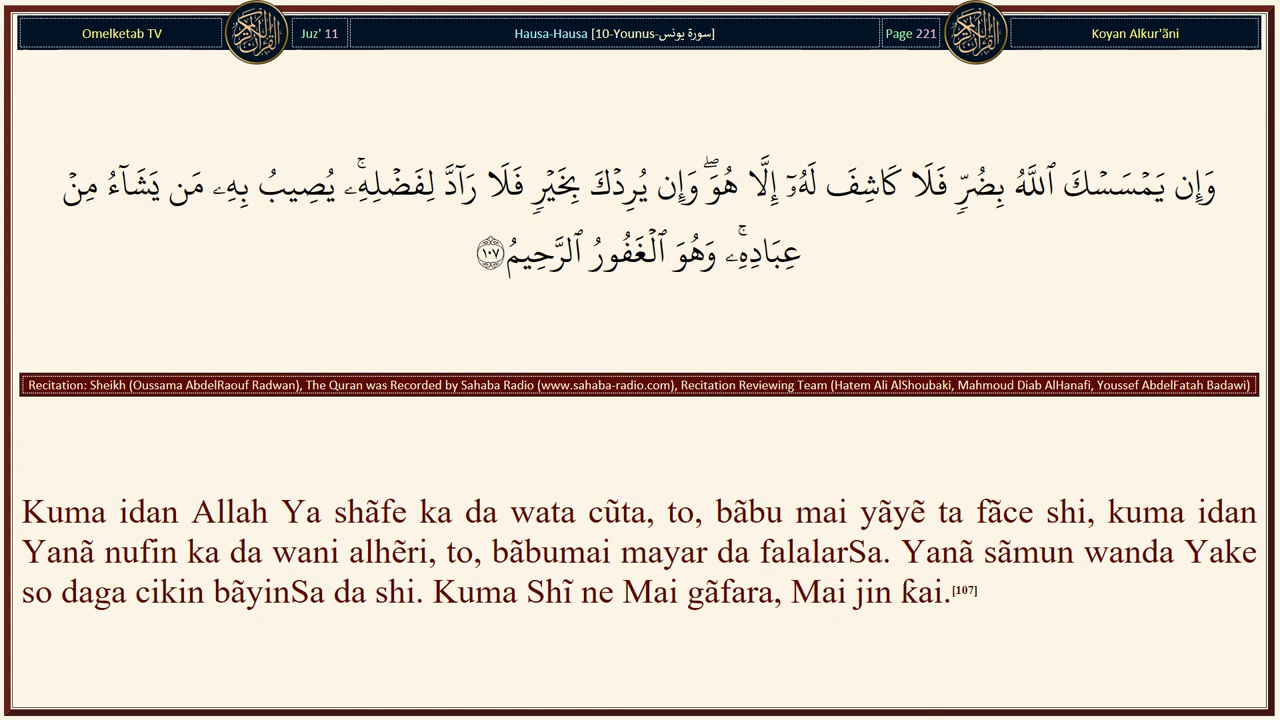 Omelketab TV
Juz' 11
Hausa-Hausa [10-Younus-سورة يونس]
Page 221
Koyan Alkur'ãni
وَإِن يَمۡسَسۡكَ ٱللَّهُ بِضُرّٖ فَلَا كَاشِفَ لَهُۥٓ إِلَّا هُوَۖ وَإِن يُرِدۡكَ بِخَيۡرٖ فَلَا رَآدَّ لِفَضۡلِهِۦۚ يُصِيبُ بِهِۦ مَن يَشَآءُ مِنۡ
عِبَادِهِۦۚ وَهُوَ ٱلۡغَفُورُ ٱلرَّحِيمُ ١٠٧
Recitation: Sheikh (Oussama AbdelRaouf Radwan), The Quran was Recorded by Sahaba Radio (www.sahaba-radio.com), Recitation Reviewing Team (Hatem Ali AlShoubaki, Mahmoud Diab AlHanafi, Youssef AbdelFatah Badawi)
Kuma idan Allah Ya shãfe ka da wata cũta, to, bãbu mai yãyẽ ta fãce shi, kuma idan
Yanã nufin ka da wani alhẽri, to, bãbumai mayar da falalarSa. Yanã sãmun wanda Yake
so daga cikin bãyinSa da shi. Kuma Shĩ ne Mai gãfara, Mai jin ƙai.[107]